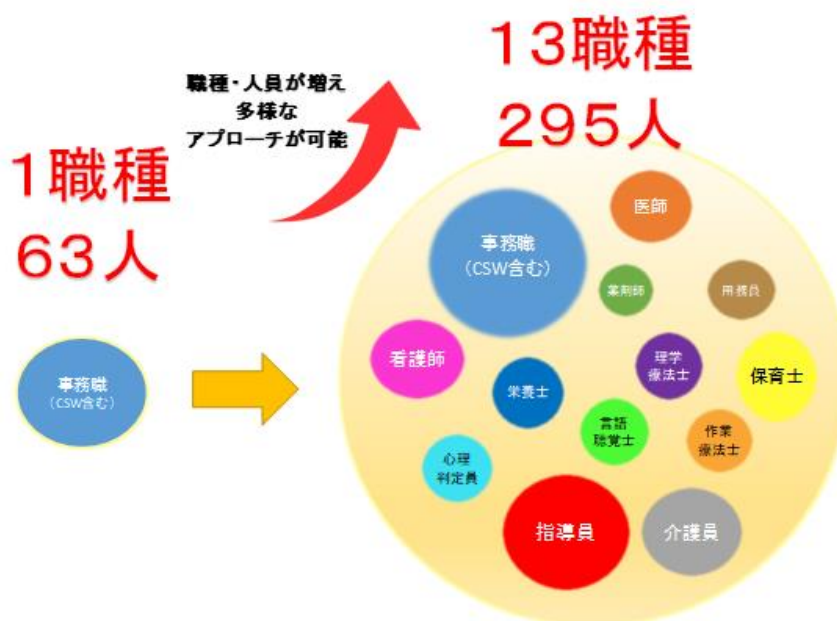 13職種
295人
職種・人員が増え
多様な
アプローチが可能
1職種
63人
事務職
(CSW含む)
事務職
(CSW含む)
医師
薬剤師
用務員
看護師
栄養士
理学
療法士
保育士
言語
聴覚士
作業
療法士
心理
判定員
指導員
介護員